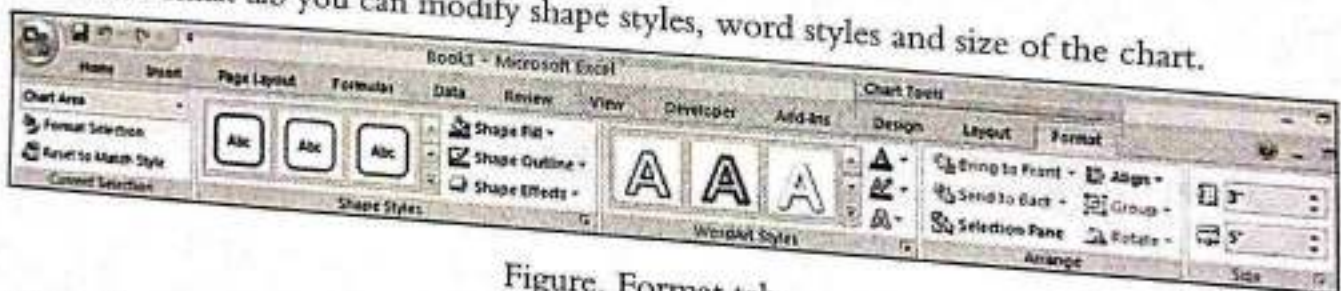 tab you can modify shape styles, word styles and size of the chart.
Book1 - Microsoft Excel Chart Tools
Home Insert Page Layout Formulas Data Review View Developer Add-Ins Design Layout Format
Chart Area
Format Selection
Reset to Match Style
Current Selection
Abc Abc Abc
Shape Fill
Shape Outline
Shape Effects
Shape Styles
A A A
WordArt Styles
Bring to Front Align
Send to Back Group
Selection Pane Rotate
Arrange
3"
5"
Size
Figure. Format